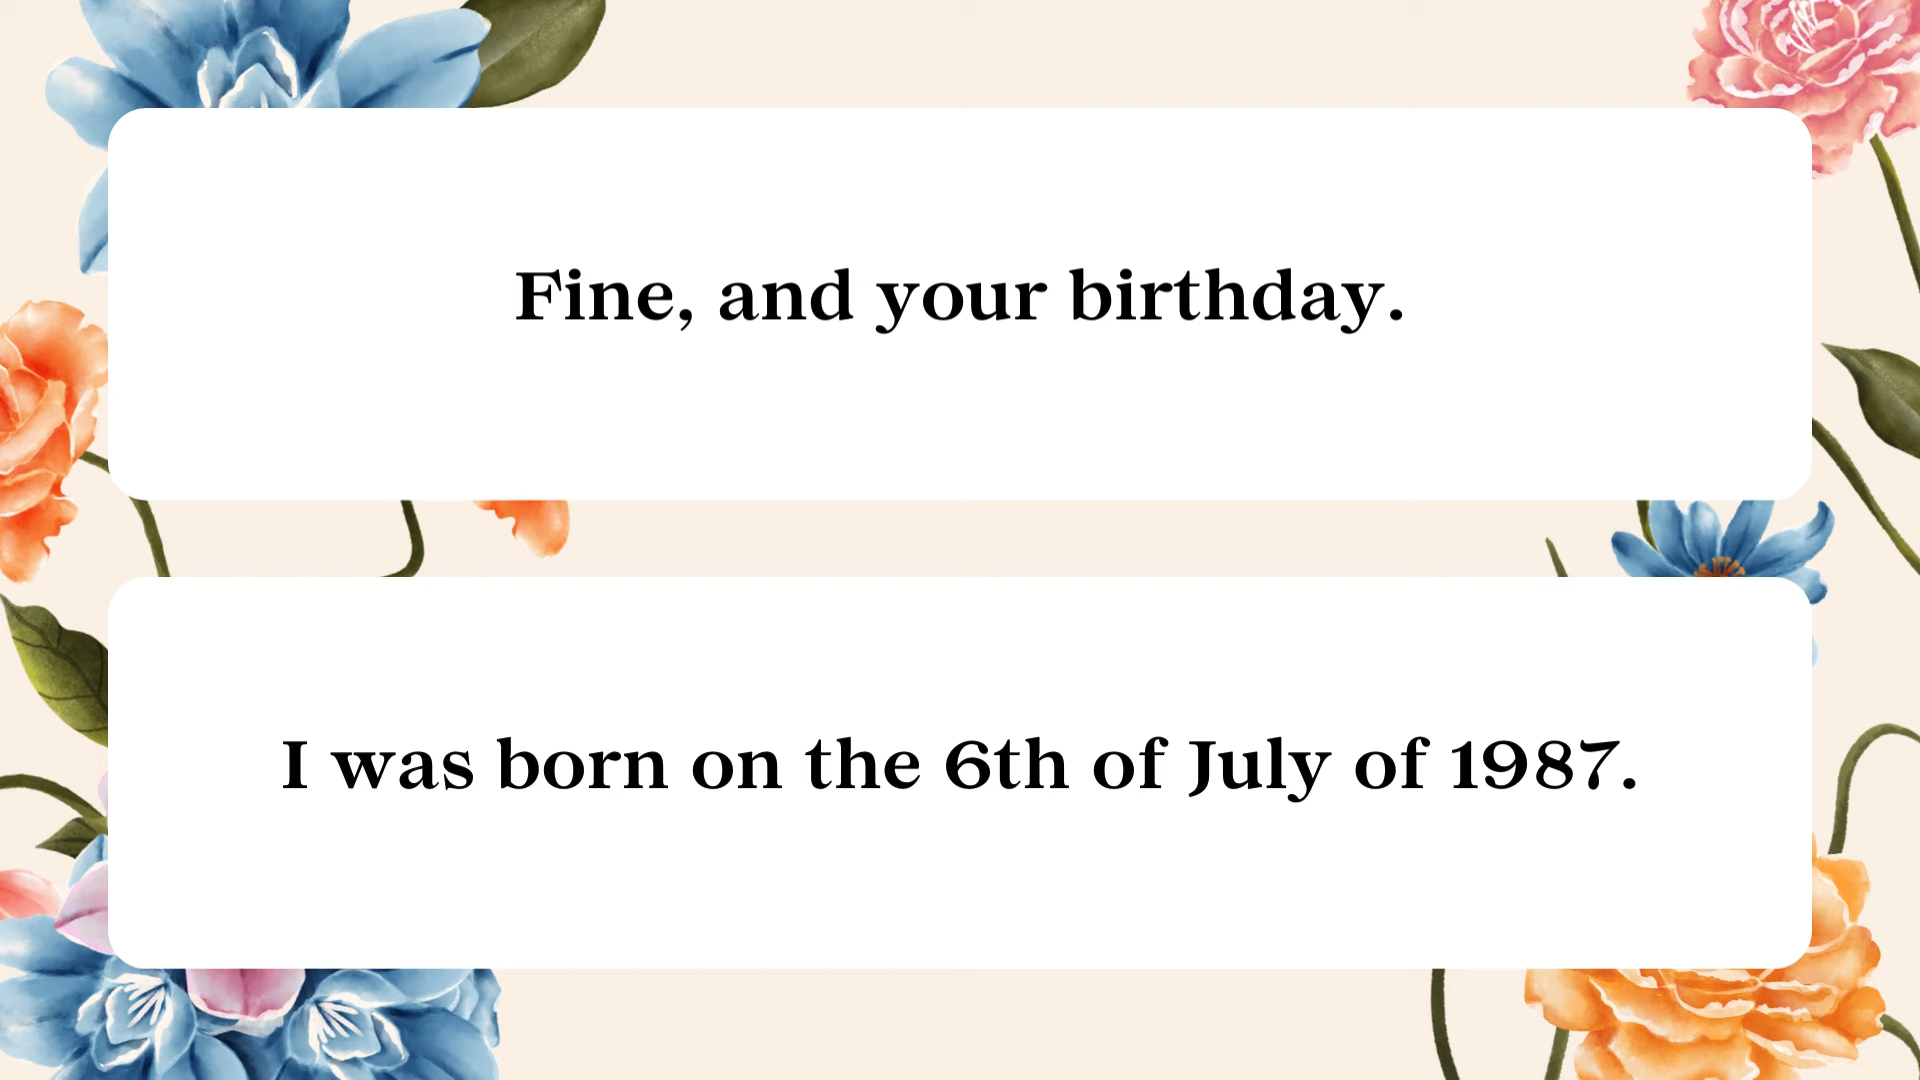 Fine, and your birthday.
I was born on the 6th of July of 1987.